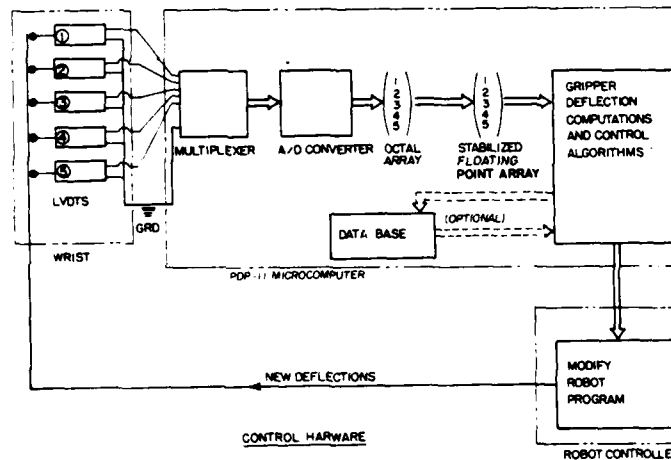 ①
②
③
④
⑤
LVDTS
WRIST
GRD
MULTIPLEXER
A/D CONVERTER
1
2
3
4
5
OCTAL
ARRAY
1
2
3
4
5
STABILIZED
FLOATING
POINT ARRAY
GRIPPER
DEFLECTION
COMPUTATIONS
AND CONTROL
ALGORITHMS
(OPTIONAL)
DATA BASE
PDP-11 MICROCOMPUTER
MODIFY
ROBOT
PROGRAM
NEW DEFLECTIONS
CONTROL HARWARE
ROBOT CONTROLLE